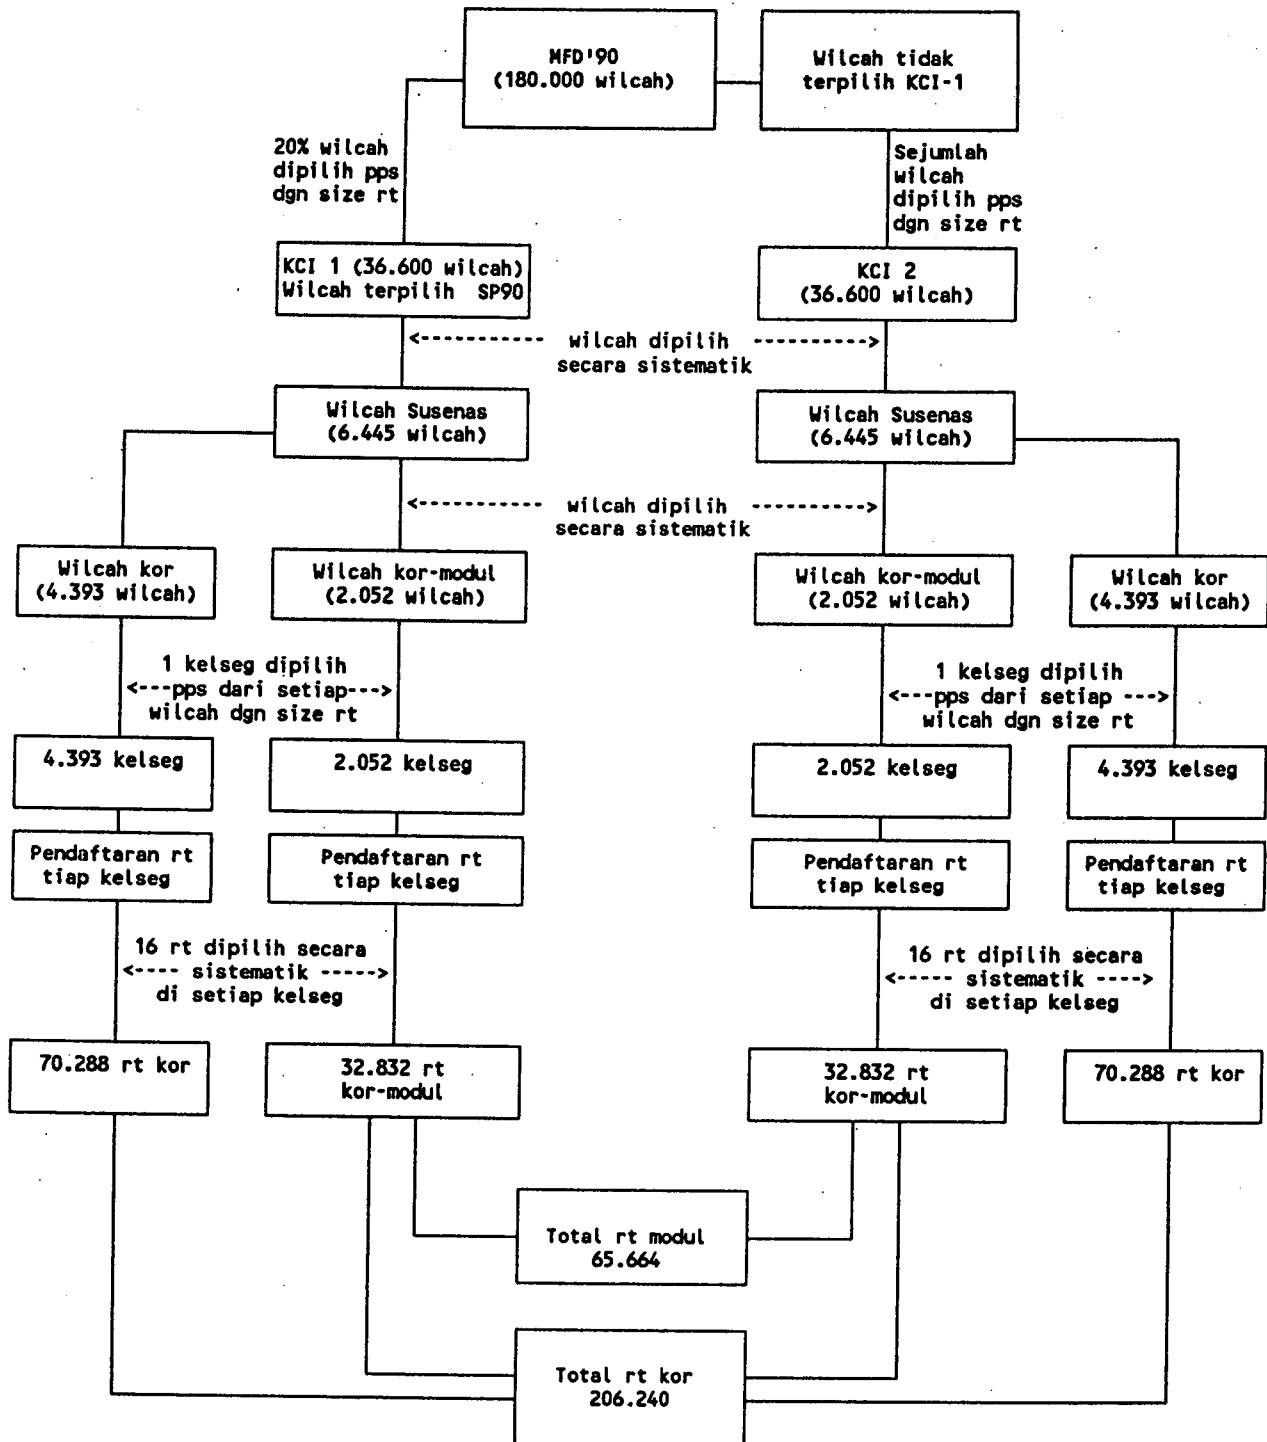 MFD'90
(180.000 wilcah)
Wilcah tidak
terpilih KCI-1
20% wilcah
dipilih pps
dgn size rt
Sejumlah
wilcah
dipilih pps
dgn size rt
KCI 1 (36.600 wilcah)
Wilcah terpilih SP90
KCI 2
(36.600 wilcah)
<----------- wilcah dipilih ----------->
secara sistematik
Wilcah Susenas
(6.445 wilcah)
Wilcah Susenas
(6.445 wilcah)
<----------- wilcah dipilih ----------->
secara sistematik
Wilcah kor
(4.393 wilcah)
Wilcah kor-modul
(2.052 wilcah)
Wilcah kor-modul
(2.052 wilcah)
Wilcah kor
(4.393 wilcah)
1 kelseg dipilih
<---pps dari setiap--->
wilcah dgn size rt
1 kelseg dipilih
<---pps dari setiap --->
wilcah dgn size rt
4.393 kelseg
2.052 kelseg
2.052 kelseg
4.393 kelseg
Pendaftaran rt
tiap kelseg
Pendaftaran rt
tiap kelseg
Pendaftaran rt
tiap kelseg
Pendaftaran rt
tiap kelseg
16 rt dipilih secara
<---- sistematik ----->
di setiap kelseg
16 rt dipilih secara
<----- sistematik ---->
di setiap kelseg
70.288 rt kor
32.832 rt
kor-modul
32.832 rt
kor-modul
70.288 rt kor
Total rt modul
65.664
Total rt kor
206.240